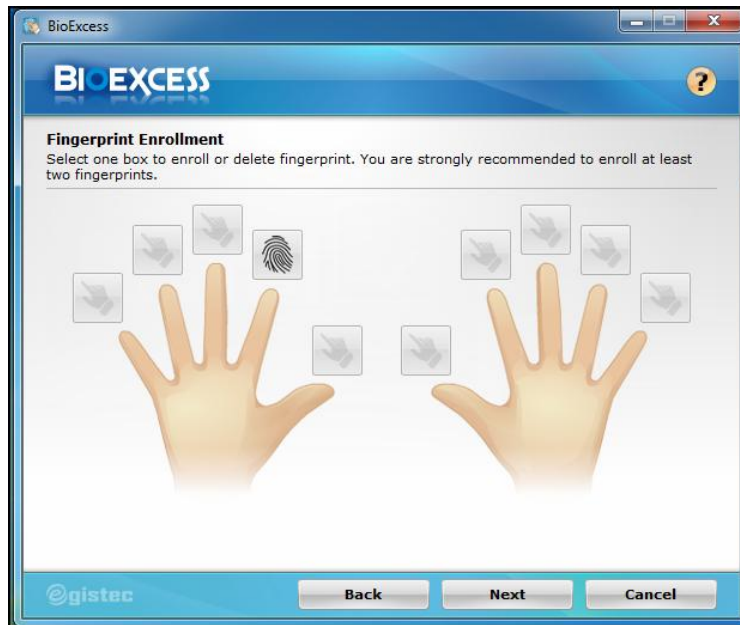 BioExcess
BIOEXCESS
?
Fingerprint Enrollment
Select one box to enroll or delete fingerprint. You are strongly recommended to enroll at least
two fingerprints.
egistec
Back
Next
Cancel